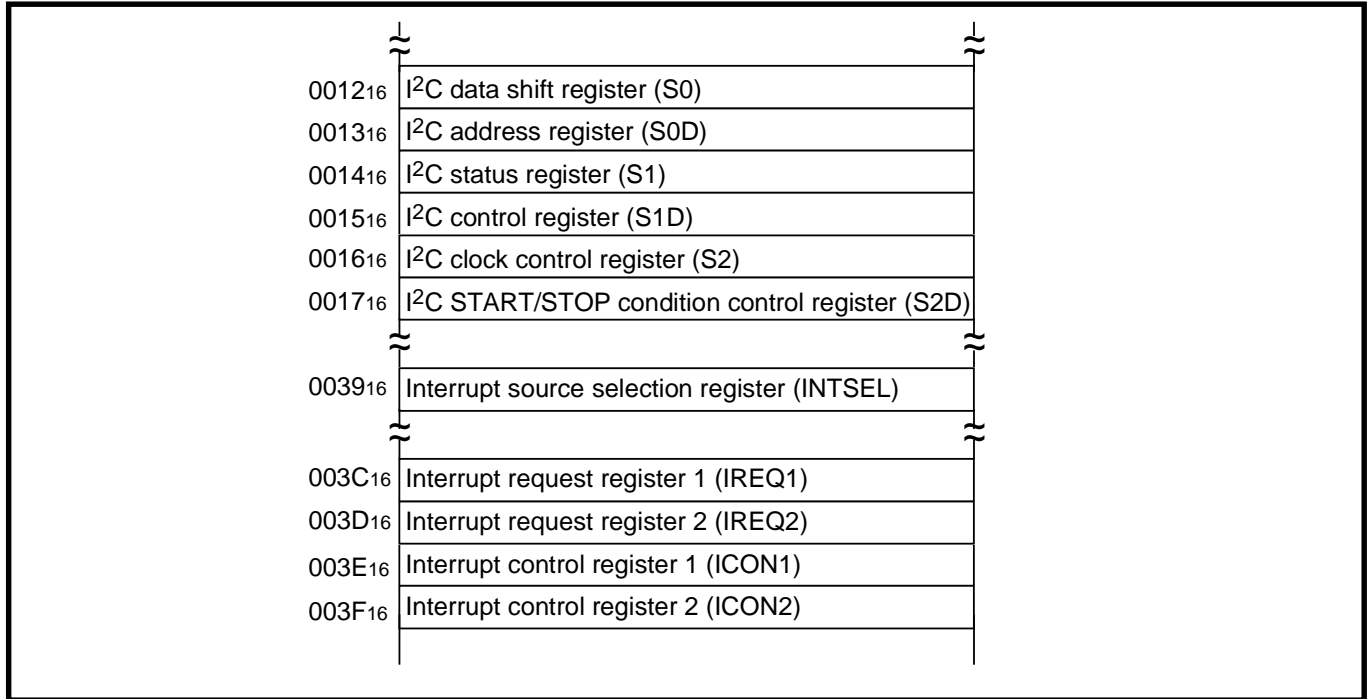 0012₁₆ I²C data shift register (S0)
0013₁₆ I²C address register (S0D)
0014₁₆ I²C status register (S1)
0015₁₆ I²C control register (S1D)
0016₁₆ I²C clock control register (S2)
0017₁₆ I²C START/STOP condition control register (S2D)
0039₁₆ Interrupt source selection register (INTSEL)
003C₁₆ Interrupt request register 1 (IREQ1)
003D₁₆ Interrupt request register 2 (IREQ2)
003E₁₆ Interrupt control register 1 (ICON1)
003F₁₆ Interrupt control register 2 (ICON2)